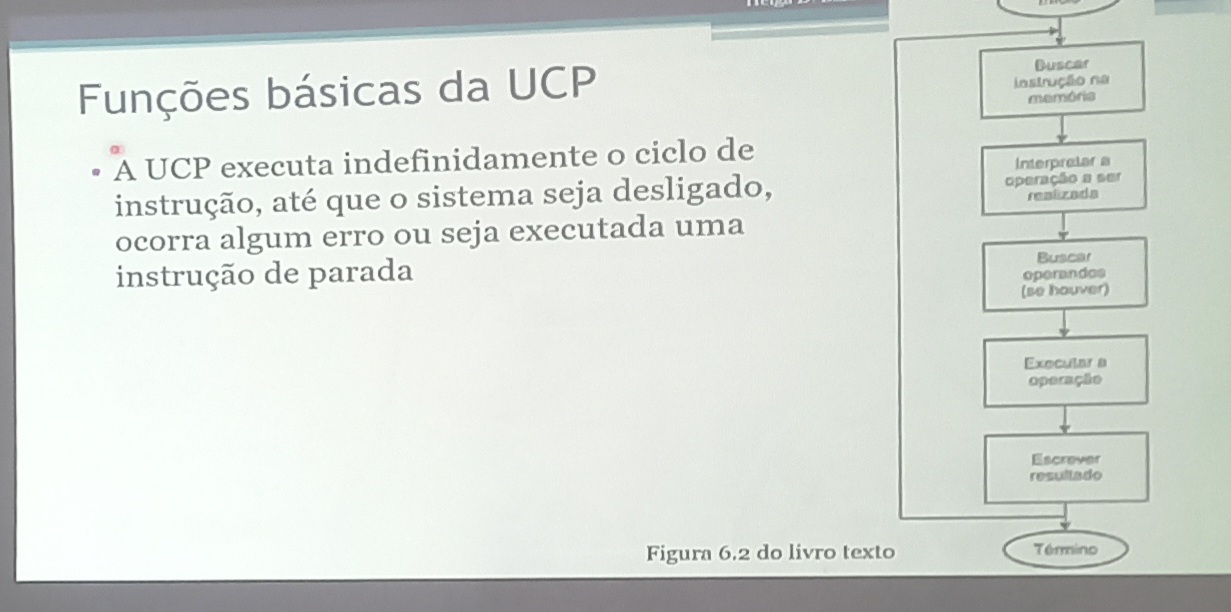 Funções básicas da UCP
• A UCP executa indefinidamente o ciclo de
instrução, até que o sistema seja desligado,
ocorra algum erro ou seja executada uma
instrução de parada
Buscar
instrução na
memória
Interpretar a
operação a ser
realizada
Buscar
operandos
(se houver)
Executar a
operação
Escrever
resultado
Término
Figura 6.2 do livro texto